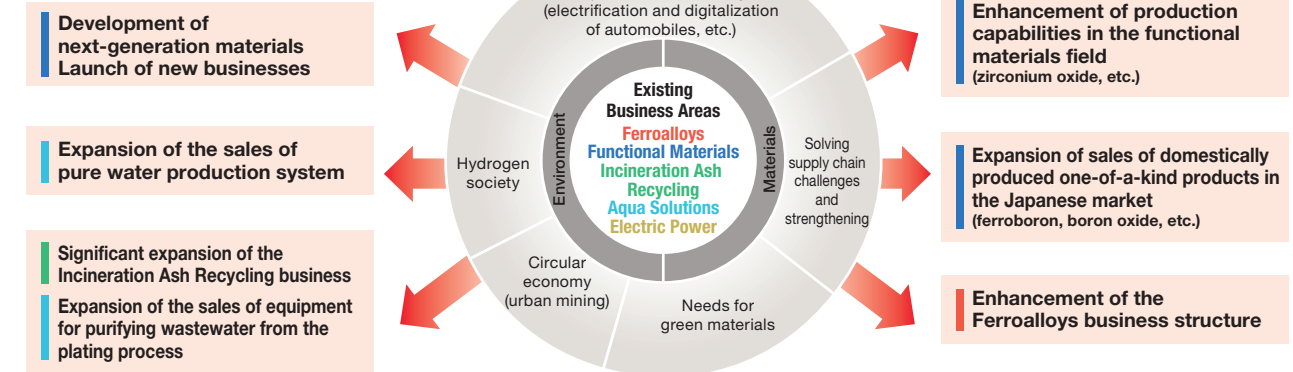 Development of
next-generation materials
Launch of new businesses
Expansion of the sales of
pure water production system
Significant expansion of the
Incineration Ash Recycling business
Expansion of the sales of equipment
for purifying wastewater from the
plating process
(electrification and digitalization
of automobiles, etc.)
Hydrogen
society
Circular
economy
(urban mining)
Needs for
green materials
Solving
supply chain
challenges
and
strengthening
Environment
Materials
Existing
Business Areas
Ferroalloys
Functional Materials
Incineration Ash
Recycling
Aqua Solutions
Electric Power
Enhancement of production
capabilities in the functional
materials field
(zirconium oxide, etc.)
Expansion of sales of domestically
produced one-of-a-kind products in
the Japanese market
(ferroboron, boron oxide, etc.)
Enhancement of the
Ferroalloys business structure